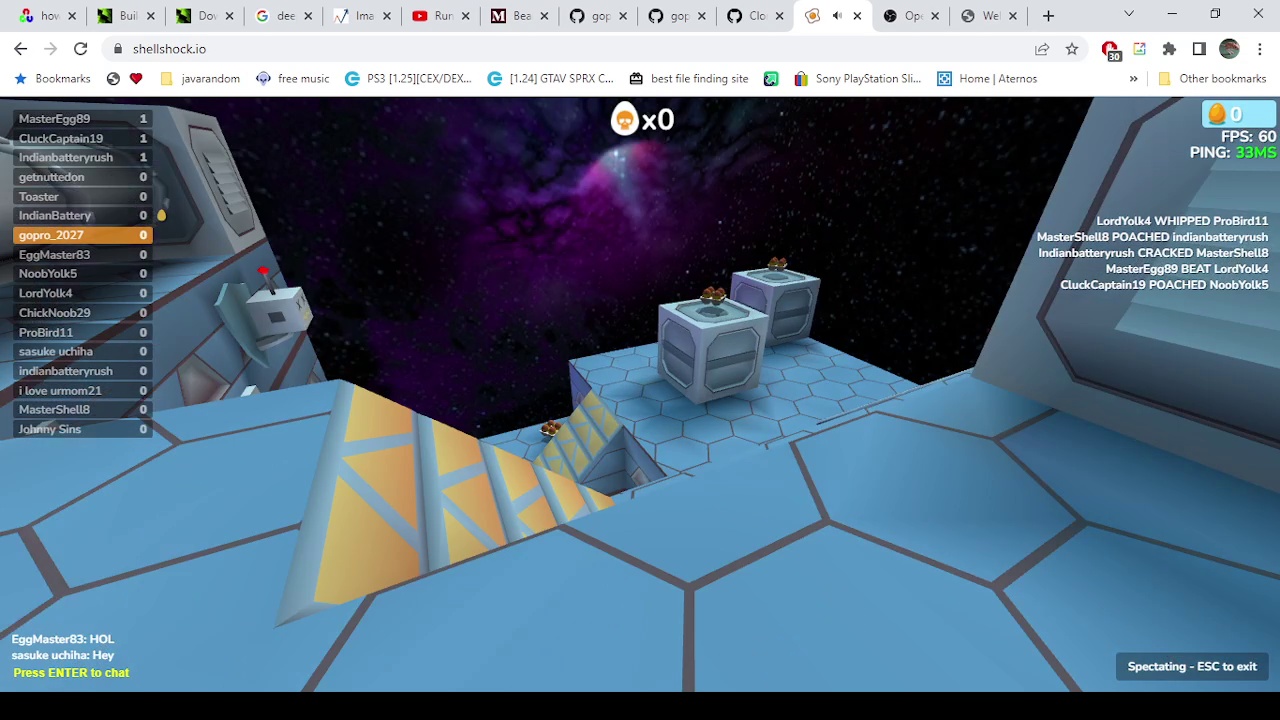 how
Buil
Dov
dee
Ima
Run
Bea
gop
gop
Clo
Ope
Wel
shellshock.io
30
Bookmarks
javarandom
free music
PS3 [1.25][CEX/DEX...
[1.24] GTAV SPRX C...
best file finding site
Sony PlayStation Sli...
Home | Aternos
»
Other bookmarks
MasterEgg89 1
CluckCaptain19 1
Indianbatteryrush 1
getnuttedon 0
Toaster 0
IndianBattery 0
gopro_2027 0
EggMaster83 0
NoobYolk5 0
LordYolk4 0
ChickNoob29 0
ProBird11 0
sasuke uchiha 0
indianbatteryrush 0
i love urmom21 0
MasterShell8 0
Johnny Sins 0
x0
0
FPS: 60
PING: 33MS
LordYolk4 WHIPPED ProBird11
MasterShell8 POACHED indianbatteryrush
Indianbatteryrush CRACKED MasterShell8
MasterEgg89 BEAT LordYolk4
CluckCaptain19 POACHED NoobYolk5
EggMaster83: HOL
sasuke uchiha: Hey
Press ENTER to chat
Spectating - ESC to exit